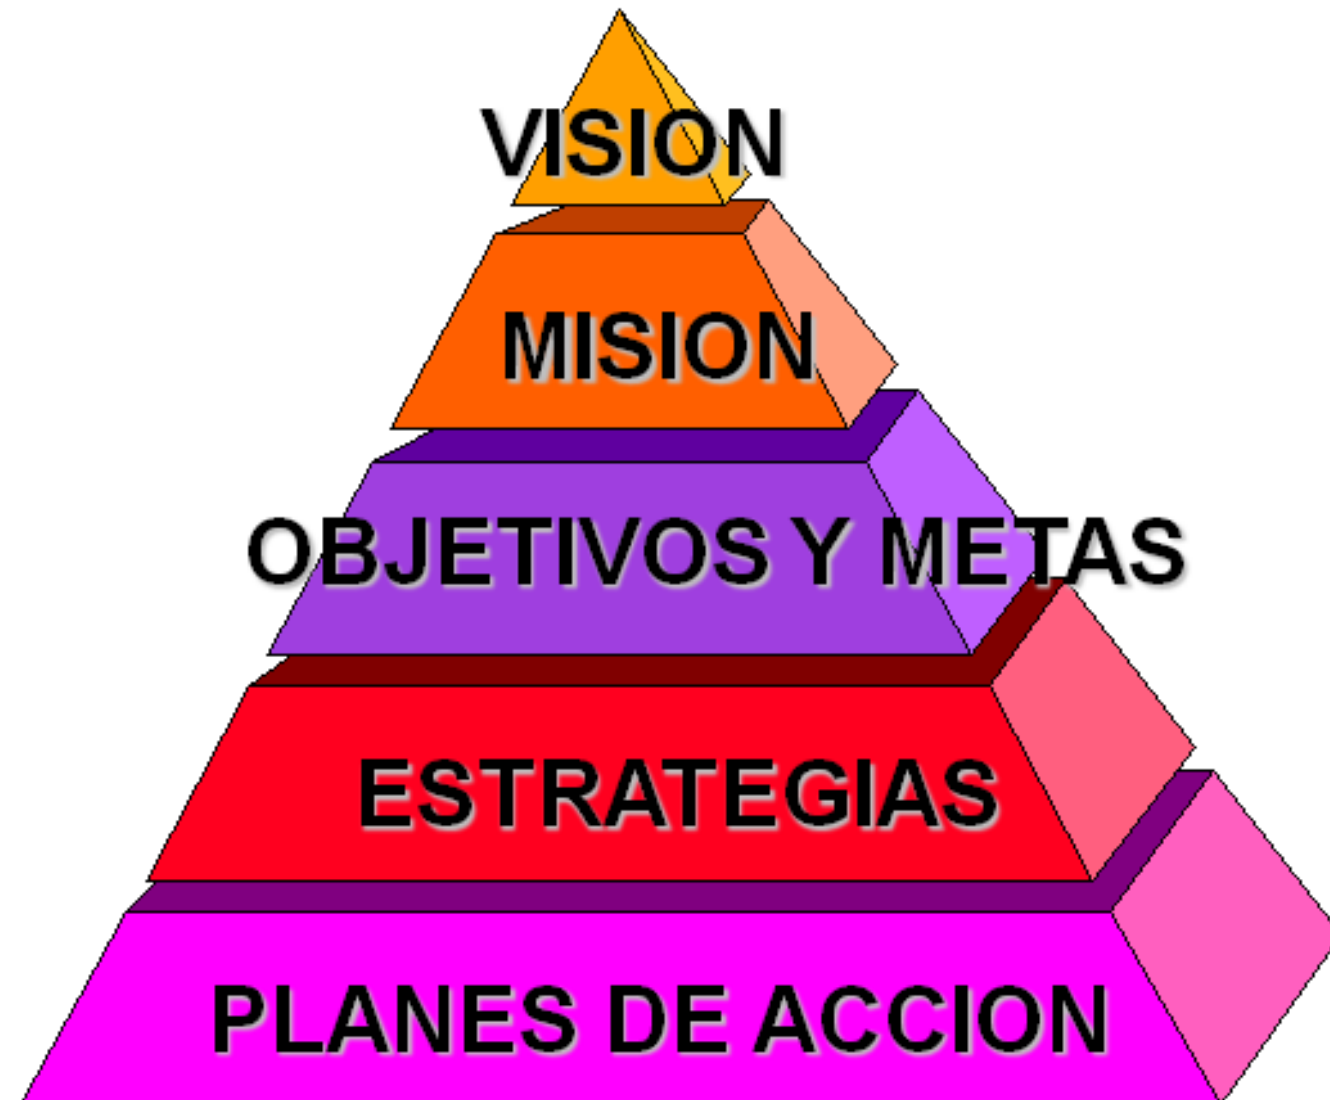 VISION
MISION
OBJETIVOS Y METAS
ESTRATEGIAS
PLANES DE ACCION